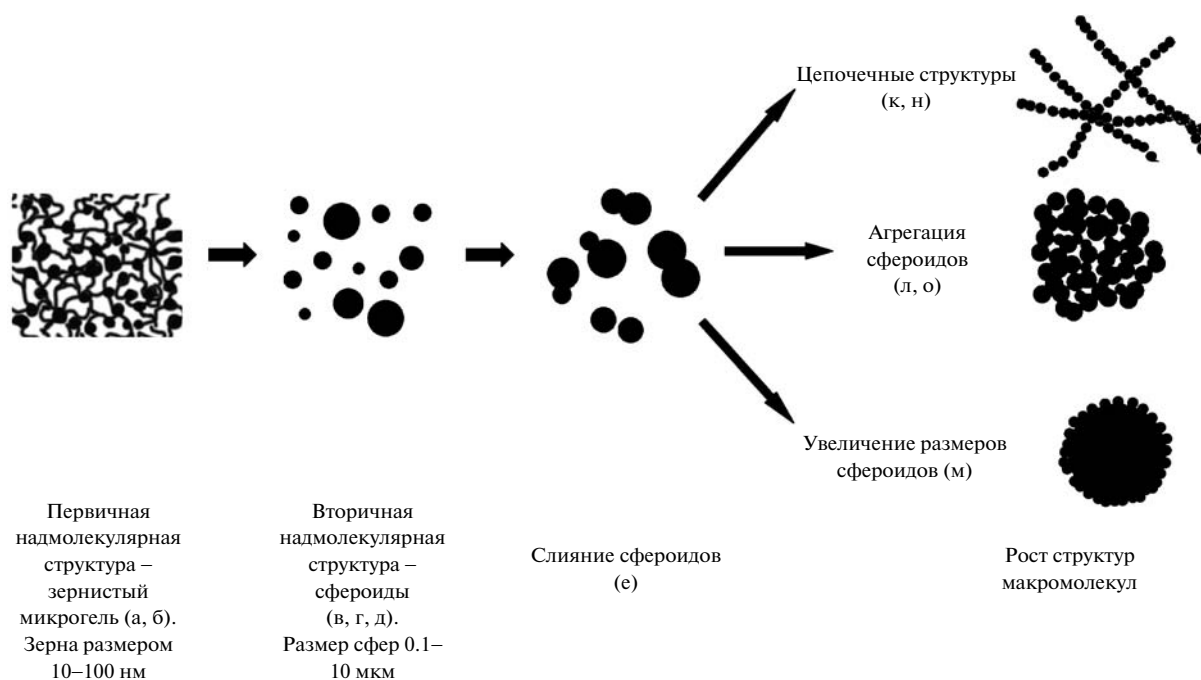 Цепочечные структуры
(к, н)
Агрегация
сфероидов
(л, о)
Увеличение размеров
сфероидов (м)
Первичная
надмолекулярная
структура –
зернистый
микрогель (а, б).
Зерна размером
10–100 нм
Вторичная
надмолекулярная
структура –
сфероиды
(в, г, д).
Размер сфер 0.1–
10 мкм
Слияние сфероидов
(е)
Рост структур
макромолекул